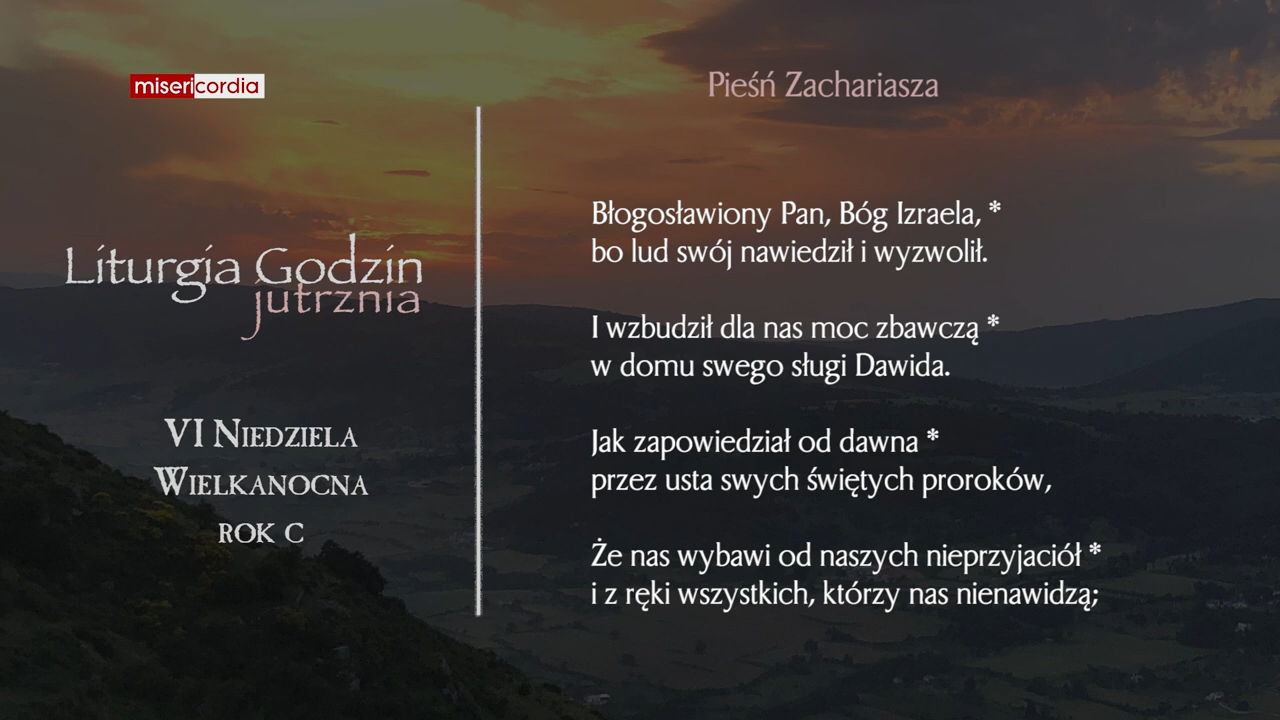 misericordia
Liturgia Godzin
jutrznia
VI Niedziela
Wielkanocna
rok C
Pieśń Zachariasza
Błogosławiony Pan, Bóg Izraela, *
bo lud swój nawiedził i wyzwolił.
I wzbudził dla nas moc zbawczą *
w domu swego sługi Dawida.
Jak zapowiedział od dawna *
przez usta swych świętych proroków,
Że nas wybawi od naszych nieprzyjaciół *
i z ręki wszystkich, którzy nas nienawidzą;